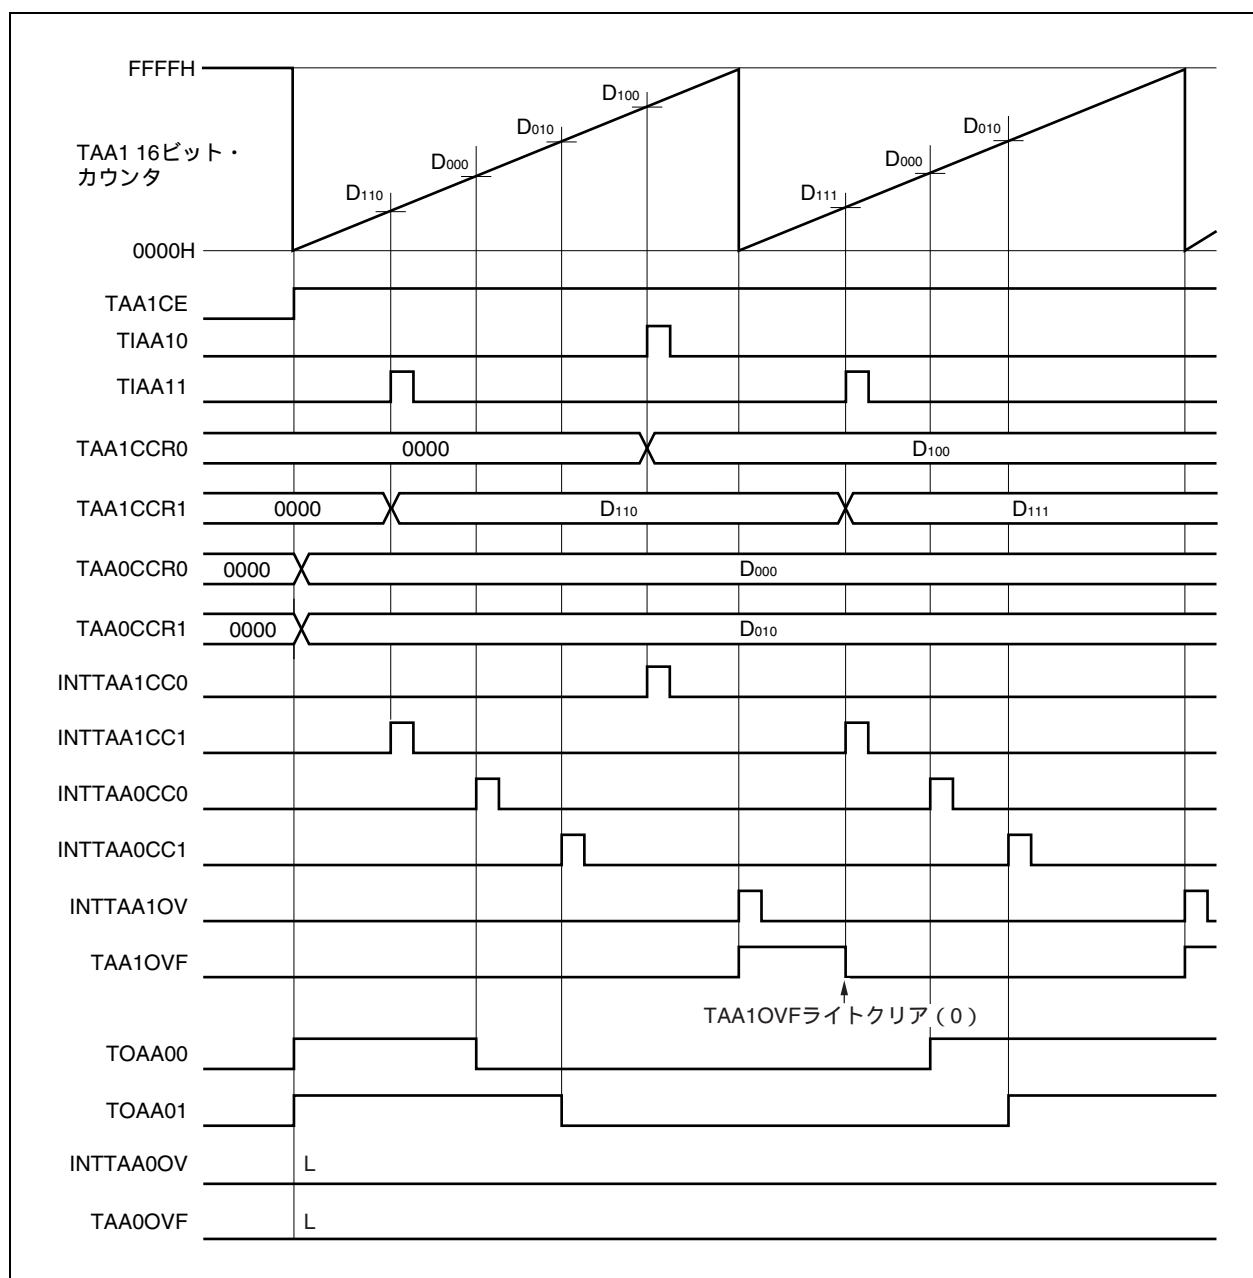 FFFFH
D100
D010
D010
TAA1 16ビット・
カウンタ
D000
D000
D110
D111
0000H
TAA1CE
TIAA10
TIAA11
TAA1CCR0 0000 D100
TAA1CCR1 0000 D110 D111
TAA0CCR0 0000 D000
TAA0CCR1 0000 D010
INTTAA1CC0
INTTAA1CC1
INTTAA0CC0
INTTAA0CC1
INTTAA1OV
TAA1OVF
TAA1OVFライトクリア(0)
TOAA00
TOAA01
INTTAA0OV L
TAA0OVF L